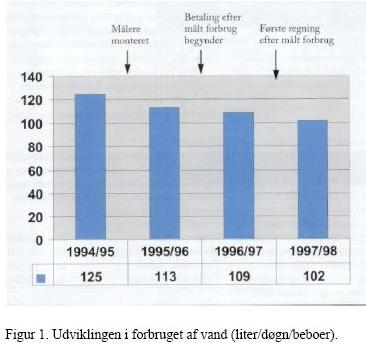 Målere
monteret
Betaling efter
målt forbrug
begynder
Første regning
efter målt forbrug
140
120
100
80
60
40
20
0
1994/95 1995/96 1996/97 1997/98
125 113 109 102
Figur 1. Udviklingen i forbruget af vand (liter/døgn/beboer).